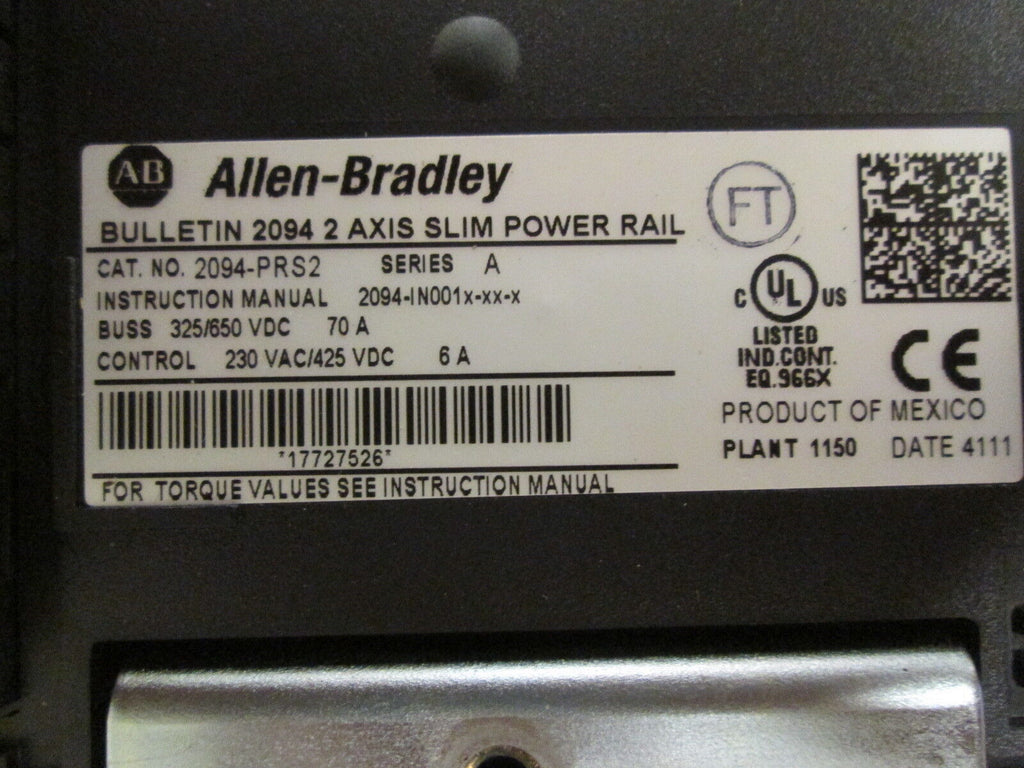 AB Allen-Bradley
BULLETIN 2094 2 AXIS SLIM POWER RAIL
CAT. NO. 2094-PRS2 SERIES A
INSTRUCTION MANUAL 2094-IN001x-xx-x
BUSS 325/650 VDC 70 A
CONTROL 230 VAC/425 VDC 6 A
*17727526*
FOR TORQUE VALUES SEE INSTRUCTION MANUAL
FT
C UL US
LISTED
IND.CONT.
EQ.966X
CE
PRODUCT OF MEXICO
PLANT 1150 DATE 4111